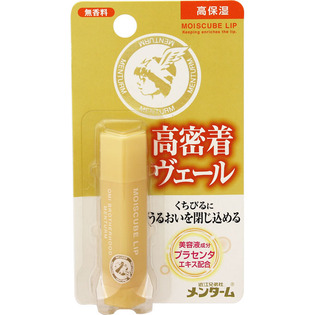 無香料
高保湿
MOISCUBE LIP
Keeping enriches the lip
MENTURM MENTURM MENTURM
高密着
ヴェール
くちびるに
うるおいを閉じ込める
美容液成分
プラセンタ
エキス配合
MOISCUBE LIP
近江兄弟社
メンターム